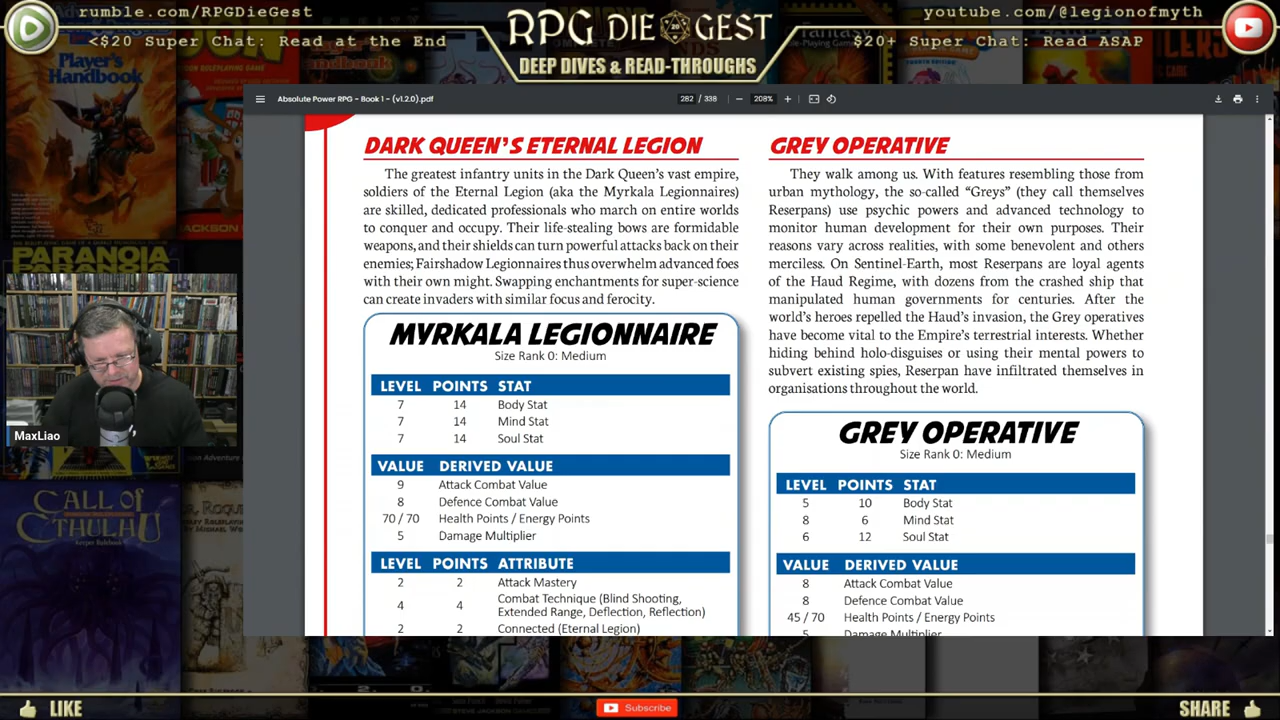 rumble.com/RPGDieGest
<$20 Super Chat: Read at the End
RPG DIE GEST
DEEP DIVES & READ-THROUGHS
youtube.com/@legionofmyth
$20+ Super Chat: Read ASAP
Player's
Handbook
Absolute Power RPG - Book 1 - (v1.2.0).pdf
282 / 338
208%
DARK QUEEN'S ETERNAL LEGION
The greatest infantry units in the Dark Queen's vast empire,
soldiers of the Eternal Legion (aka the Myrkala Legionnaires)
are skilled, dedicated professionals who march on entire worlds
to conquer and occupy. Their life-stealing bows are formidable
weapons, and their shields can turn powerful attacks back on their
enemies; Fairshadow Legionnaires thus overwhelm advanced foes
with their own might. Swapping enchantments for super-science
can create invaders with similar focus and ferocity.
MYRKALA LEGIONNAIRE
Size Rank 0: Medium
LEVEL POINTS STAT
7 14 Body Stat
7 14 Mind Stat
7 14 Soul Stat
VALUE DERIVED VALUE
9 Attack Combat Value
8 Defence Combat Value
70 / 70 Health Points / Energy Points
5 Damage Multiplier
LEVEL POINTS ATTRIBUTE
2 2 Attack Mastery
4 4 Combat Technique (Blind Shooting,
Extended Range, Deflection, Reflection)
2 2 Connected (Eternal Legion)
GREY OPERATIVE
They walk among us. With features resembling those from
urban mythology, the so-called “Greys” (they call themselves
Reserpans) use psychic powers and advanced technology to
monitor human development for their own purposes. Their
reasons vary across realities, with some benevolent and others
merciless. On Sentinel-Earth, most Reserpans are loyal agents
of the Haud Regime, with dozens from the crashed ship that
manipulated human governments for centuries. After the
world's heroes repelled the Haud's invasion, the Grey operatives
have become vital to the Empire's terrestrial interests. Whether
hiding behind holo-disguises or using their mental powers to
subvert existing spies, Reserpan have infiltrated themselves in
organisations throughout the world.
GREY OPERATIVE
Size Rank 0: Medium
LEVEL POINTS STAT
5 10 Body Stat
8 6 Mind Stat
6 12 Soul Stat
VALUE DERIVED VALUE
8 Attack Combat Value
8 Defence Combat Value
45 / 70 Health Points / Energy Points
5 Damage Multiplier
PARANOIA
MaxLiao
CALL OF
CTHULHU
LIKE
Subscribe
SHARE